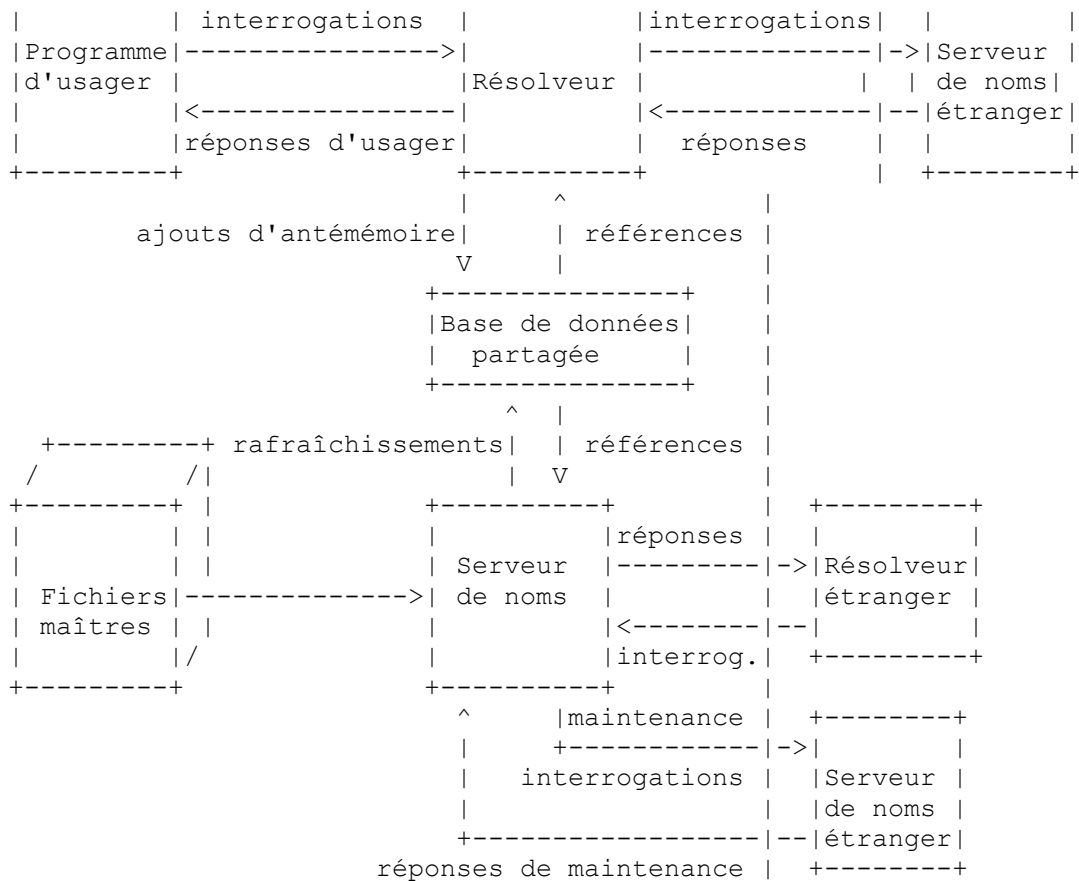 interrogations interrogations
Programme Serveur
d'usager Résolveur de noms
étranger
réponses d'usager réponses
ajouts d'antémémoire références
V
Base de données
partagée
rafraîchissements références
V
réponses
Serveur Résolveur
Fichiers de noms étranger
maîtres
interrog.
maintenance
interrogations Serveur
de noms
étranger
réponses de maintenance